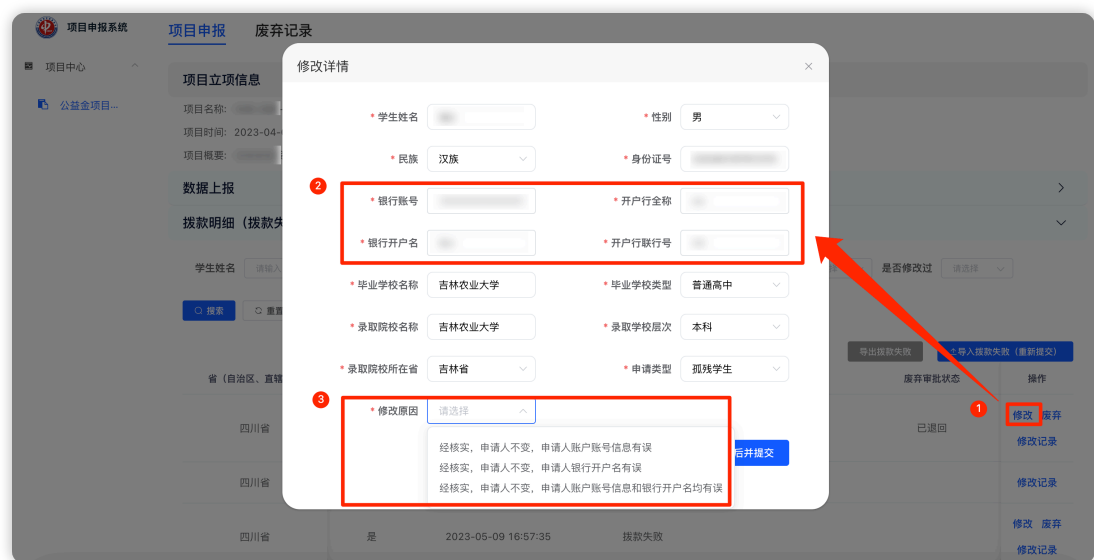 项目申报系统
项目申报 废弃记录
项目中心
公益金项目...
项目立项信息
项目名称:
项目时间: 2023-04-
项目概要:
数据上报
拨款明细（拨款失
学生姓名 请输入
是否修改过 请选择
搜索 重置
导出拨款失败 导入拨款失败（重新提交）
省（自治区、直辖 废弃审批状态 操作
四川省 已退回 修改 废弃
修改记录
四川省 修改记录
四川省 是 2023-05-09 16:57:35 拨款失败 修改 废弃
修改记录
修改详情
* 学生姓名 * 性别 男
* 民族 汉族 * 身份证号
2
* 银行账号 * 开户行全称
* 银行开户名 * 开户行联行号
* 毕业学校名称 吉林农业大学 * 毕业学校类型 普通高中
* 录取院校名称 吉林农业大学 * 录取学校层次 本科
* 录取院校所在省 吉林省 * 申请类型 孤残学生
3
* 修改原因 请选择
经核实，申请人不变，申请人账户账号信息有误
经核实，申请人不变，申请人银行开户名有误
经核实，申请人不变，申请人账户账号信息和银行开户名均有误
后并提交
1